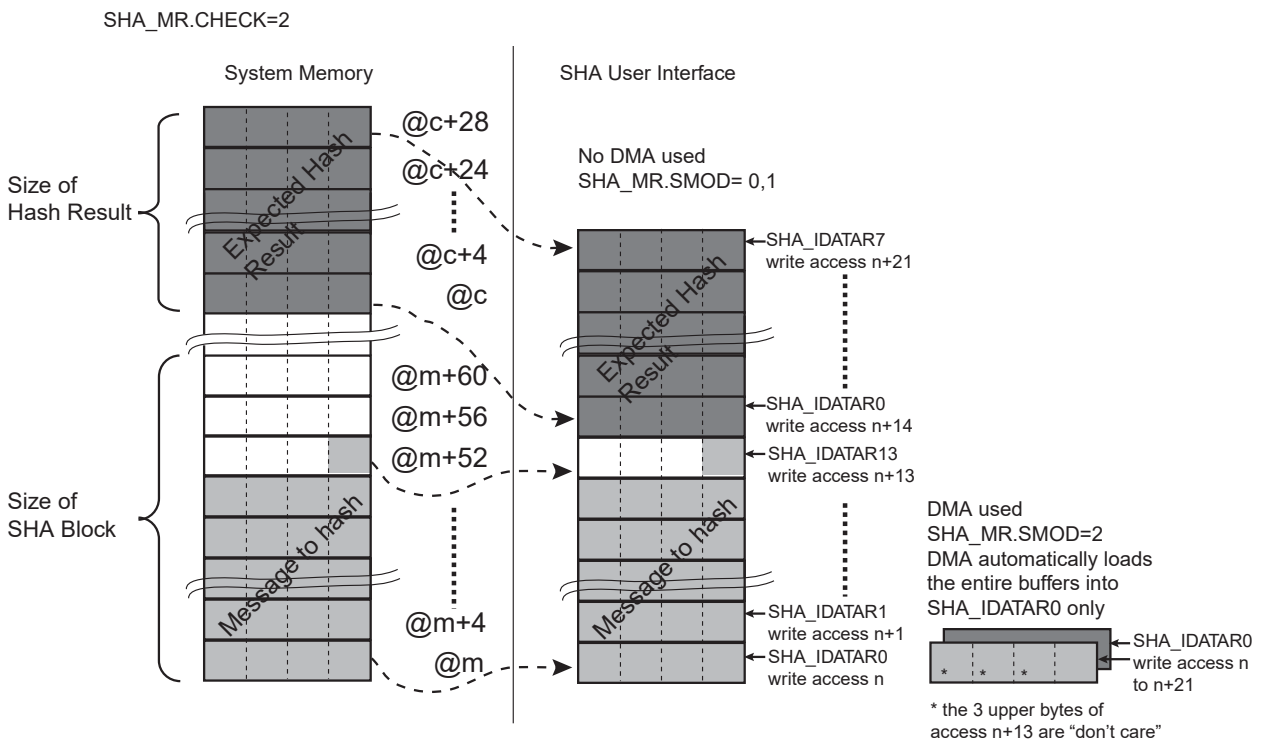 SHA_MR.CHECK=2
System Memory
SHA User Interface
Size of
Hash Result
Expected Hash
Result
@c+28
@c+24
@c+4
@c
No DMA used
SHA_MR.SMOD= 0,1
Expected Hash
Result
SHA_IDATAR7
write access n+21
SHA_IDATAR0
write access n+14
SHA_IDATAR13
write access n+13
@m+60
@m+56
@m+52
Size of
SHA Block
Message to hash
@m+4
@m
Message to hash
SHA_IDATAR1
write access n+1
SHA_IDATAR0
write access n
DMA used
SHA_MR.SMOD=2
DMA automatically loads
the entire buffers into
SHA_IDATAR0 only
* * *
SHA_IDATAR0
write access n
to n+21
* the 3 upper bytes of
access n+13 are “don’t care”